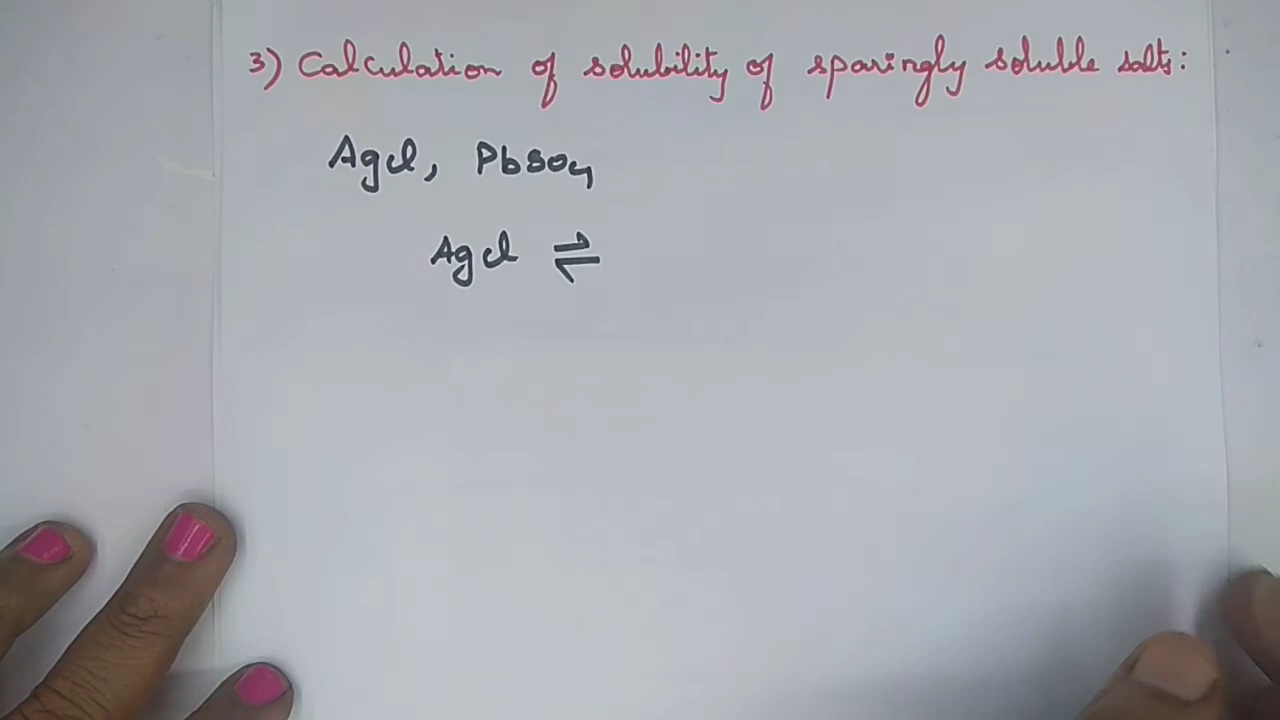 3) Calculation of solubility of sparingly soluble salts:
AgCl, PbSO4
AgCl ⇌